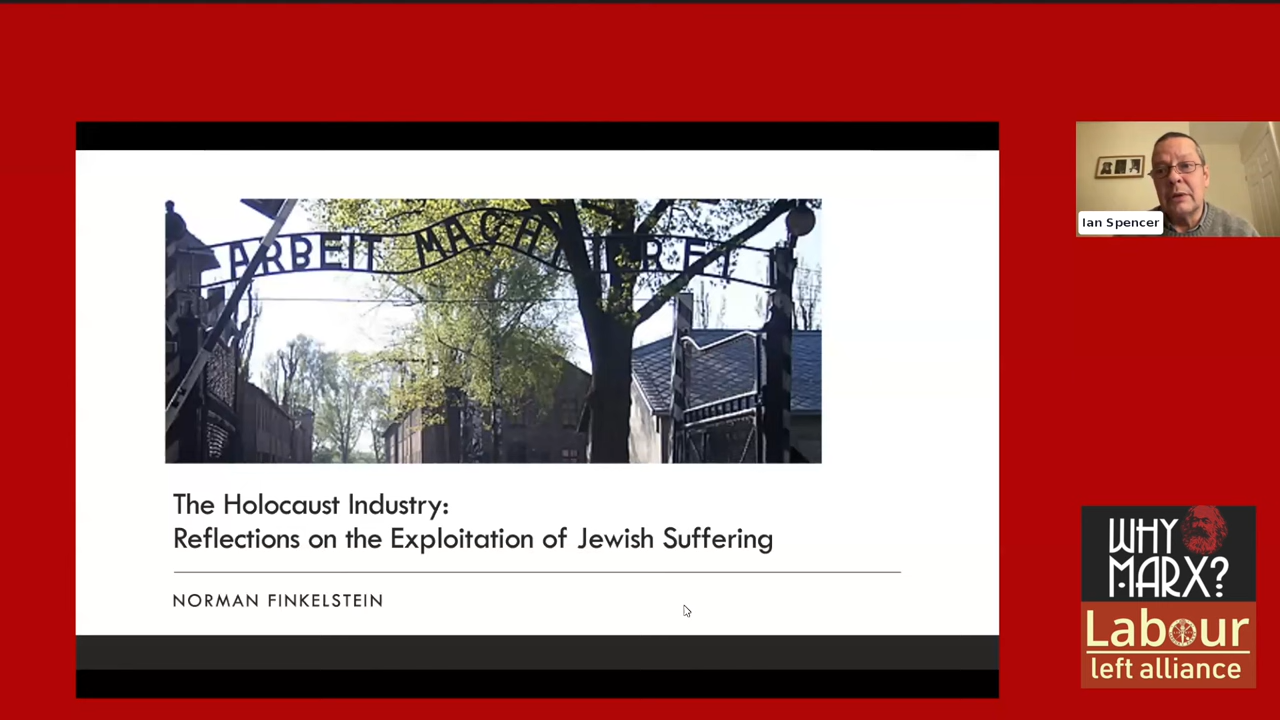 ARBEIT MACHT FREI
The Holocaust Industry:
Reflections on the Exploitation of Jewish Suffering
NORMAN FINKELSTEIN
Ian Spencer
WHY
MARX?
Labour
left alliance